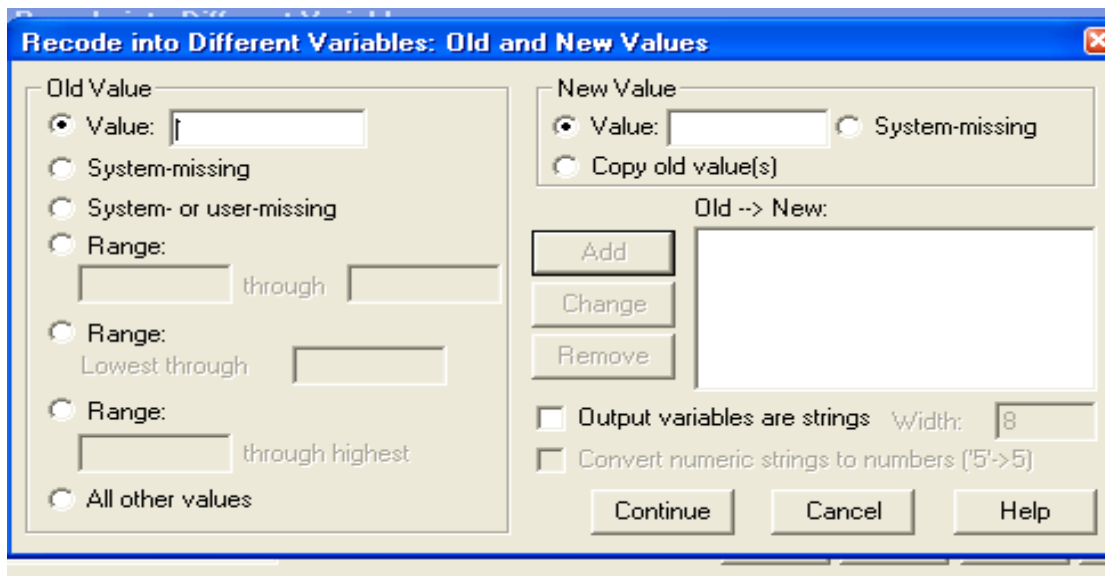 Recode into Different Variables: Old and New Values
Old Value
Value:
System-missing
System- or user-missing
Range:
through
Range:
Lowest through
Range:
through highest
All other values
New Value
Value: System-missing
Copy old value(s)
Old --> New:
Add
Change
Remove
Output variables are strings Width: 8
Convert numeric strings to numbers ('5'->5)
Continue Cancel Help